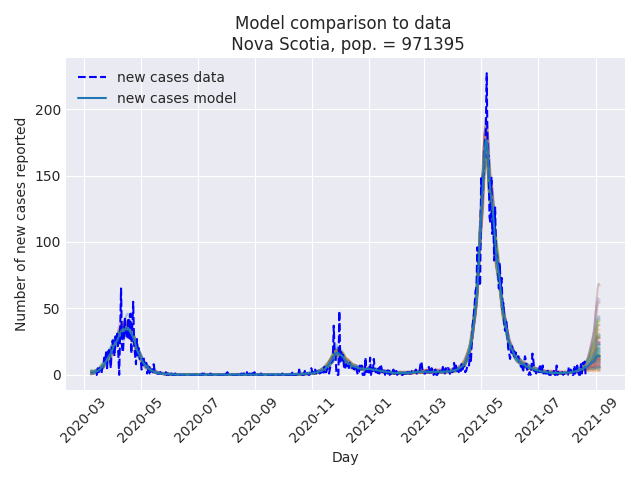 Model comparison to data
Nova Scotia, pop. = 971395
new cases data
new cases model
Number of new cases reported
200
150
100
50
0
2020-03
2020-05
2020-07
2020-09
2020-11
2021-01
2021-03
2021-05
2021-07
2021-09
Day